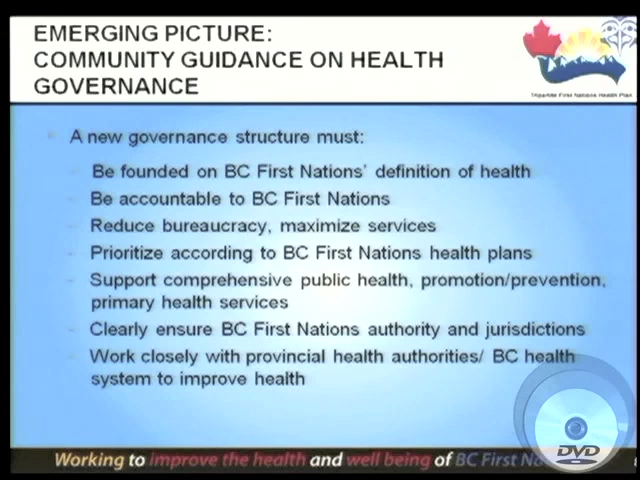 EMERGING PICTURE:
COMMUNITY GUIDANCE ON HEALTH
GOVERNANCE
Tripartite First Nations Health Plan
A new governance structure must:
Be founded on BC First Nations' definition of health
Be accountable to BC First Nations
Reduce bureaucracy, maximize services
Prioritize according to BC First Nations health plans
Support comprehensive public health, promotion/prevention,
primary health services
Clearly ensure BC First Nations authority and jurisdictions
Work closely with provincial health authorities/ BC health
system to improve health
DVD
Working to improve the health and well being of BC First